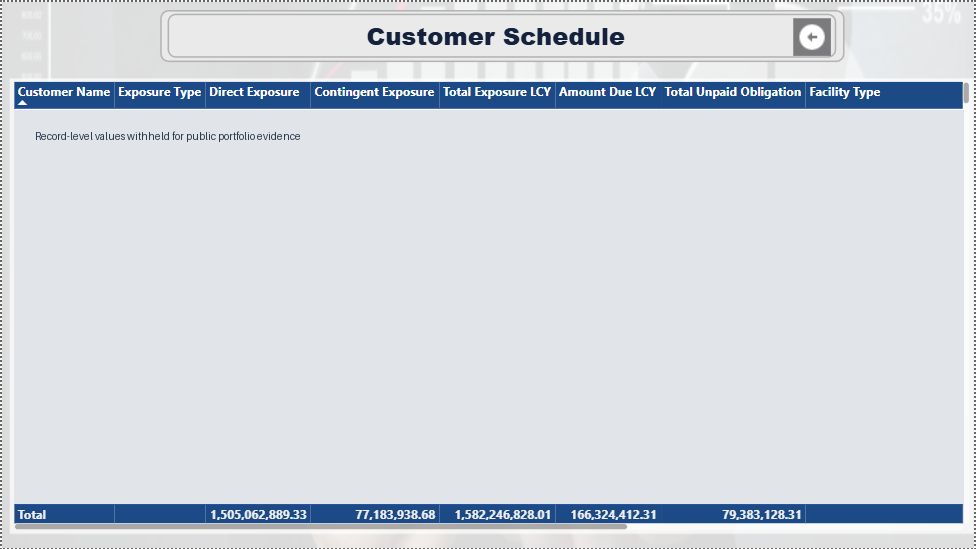 35%
Customer Schedule
Customer Name Exposure Type Direct Exposure Contingent Exposure Total Exposure LCY Amount Due LCY Total Unpaid Obligation Facility Type
Record-level values withheld for public portfolio evidence
Total 1,505,062,889.33 77,183,938.68 1,582,246,828.01 166,324,412.31 79,383,128.31